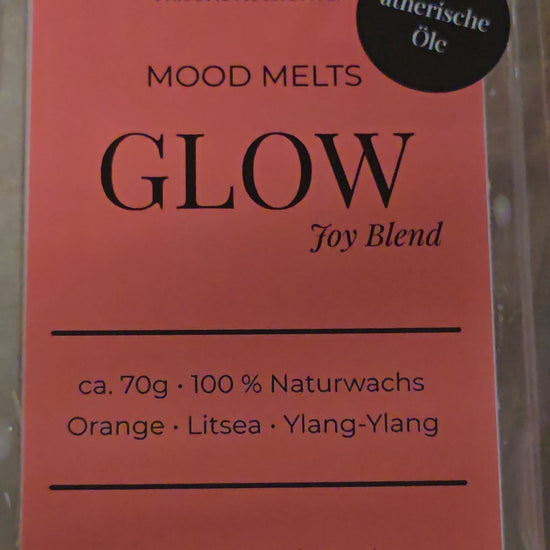 ätherische
Öle
MOOD MELTS
GLOW
Joy Blend
ca. 70g · 100 % Naturwachs
Orange · Litsea · Ylang-Ylang